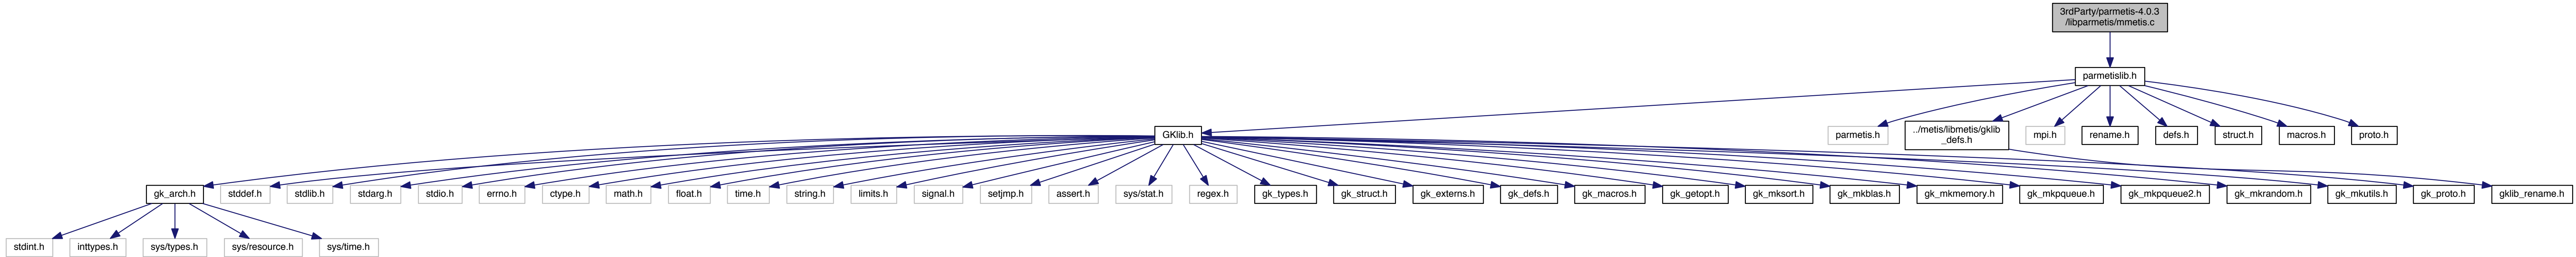 3rdParty/parmetis-4.0.3
/libparmetis/mmetis.c
parmetislib.h
GKlib.h
parmetis.h
../metis/libmetis/gklib
_defs.h
mpi.h
rename.h
defs.h
struct.h
macros.h
proto.h
gk_arch.h
stddef.h
stdlib.h
stdarg.h
stdio.h
errno.h
ctype.h
math.h
float.h
time.h
string.h
limits.h
signal.h
setjmp.h
assert.h
sys/stat.h
regex.h
gk_types.h
gk_struct.h
gk_externs.h
gk_defs.h
gk_macros.h
gk_getopt.h
gk_mksort.h
gk_mkblas.h
gk_mkmemory.h
gk_mkpqueue.h
gk_mkpqueue2.h
gk_mkrandom.h
gk_mkutils.h
gk_proto.h
gklib_rename.h
stdint.h
inttypes.h
sys/types.h
sys/resource.h
sys/time.h